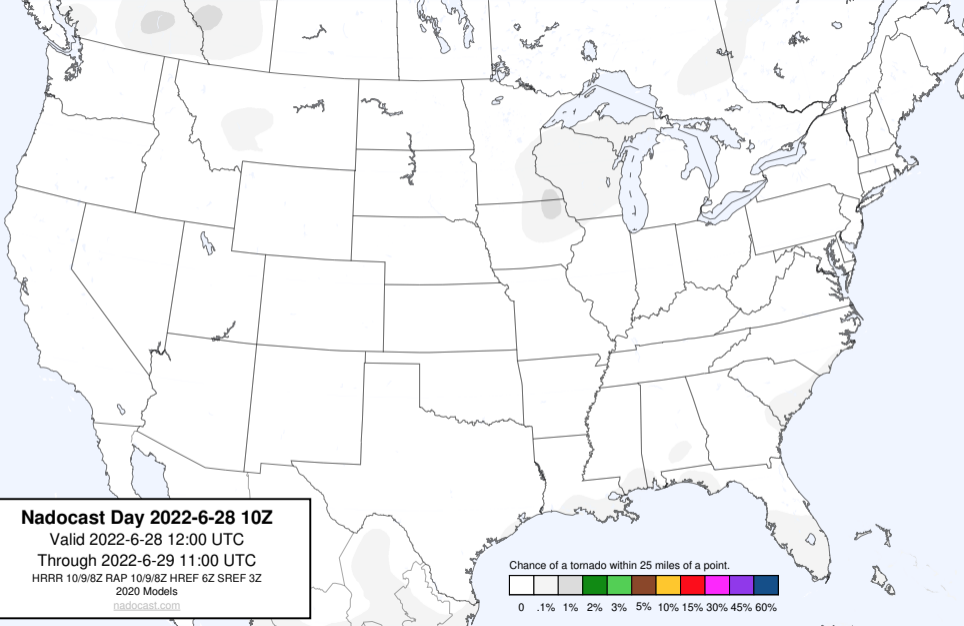 Nadocast Day 2022-6-28 10Z
Valid 2022-6-28 12:00 UTC
Through 2022-6-29 11:00 UTC
HRRR 10/9/8Z RAP 10/9/8Z HREF 6Z SREF 3Z
2020 Models
nadocast.com
Chance of a tornado within 25 miles of a point.
0 .1% 1% 2% 3% 5% 10% 15% 30% 45% 60%